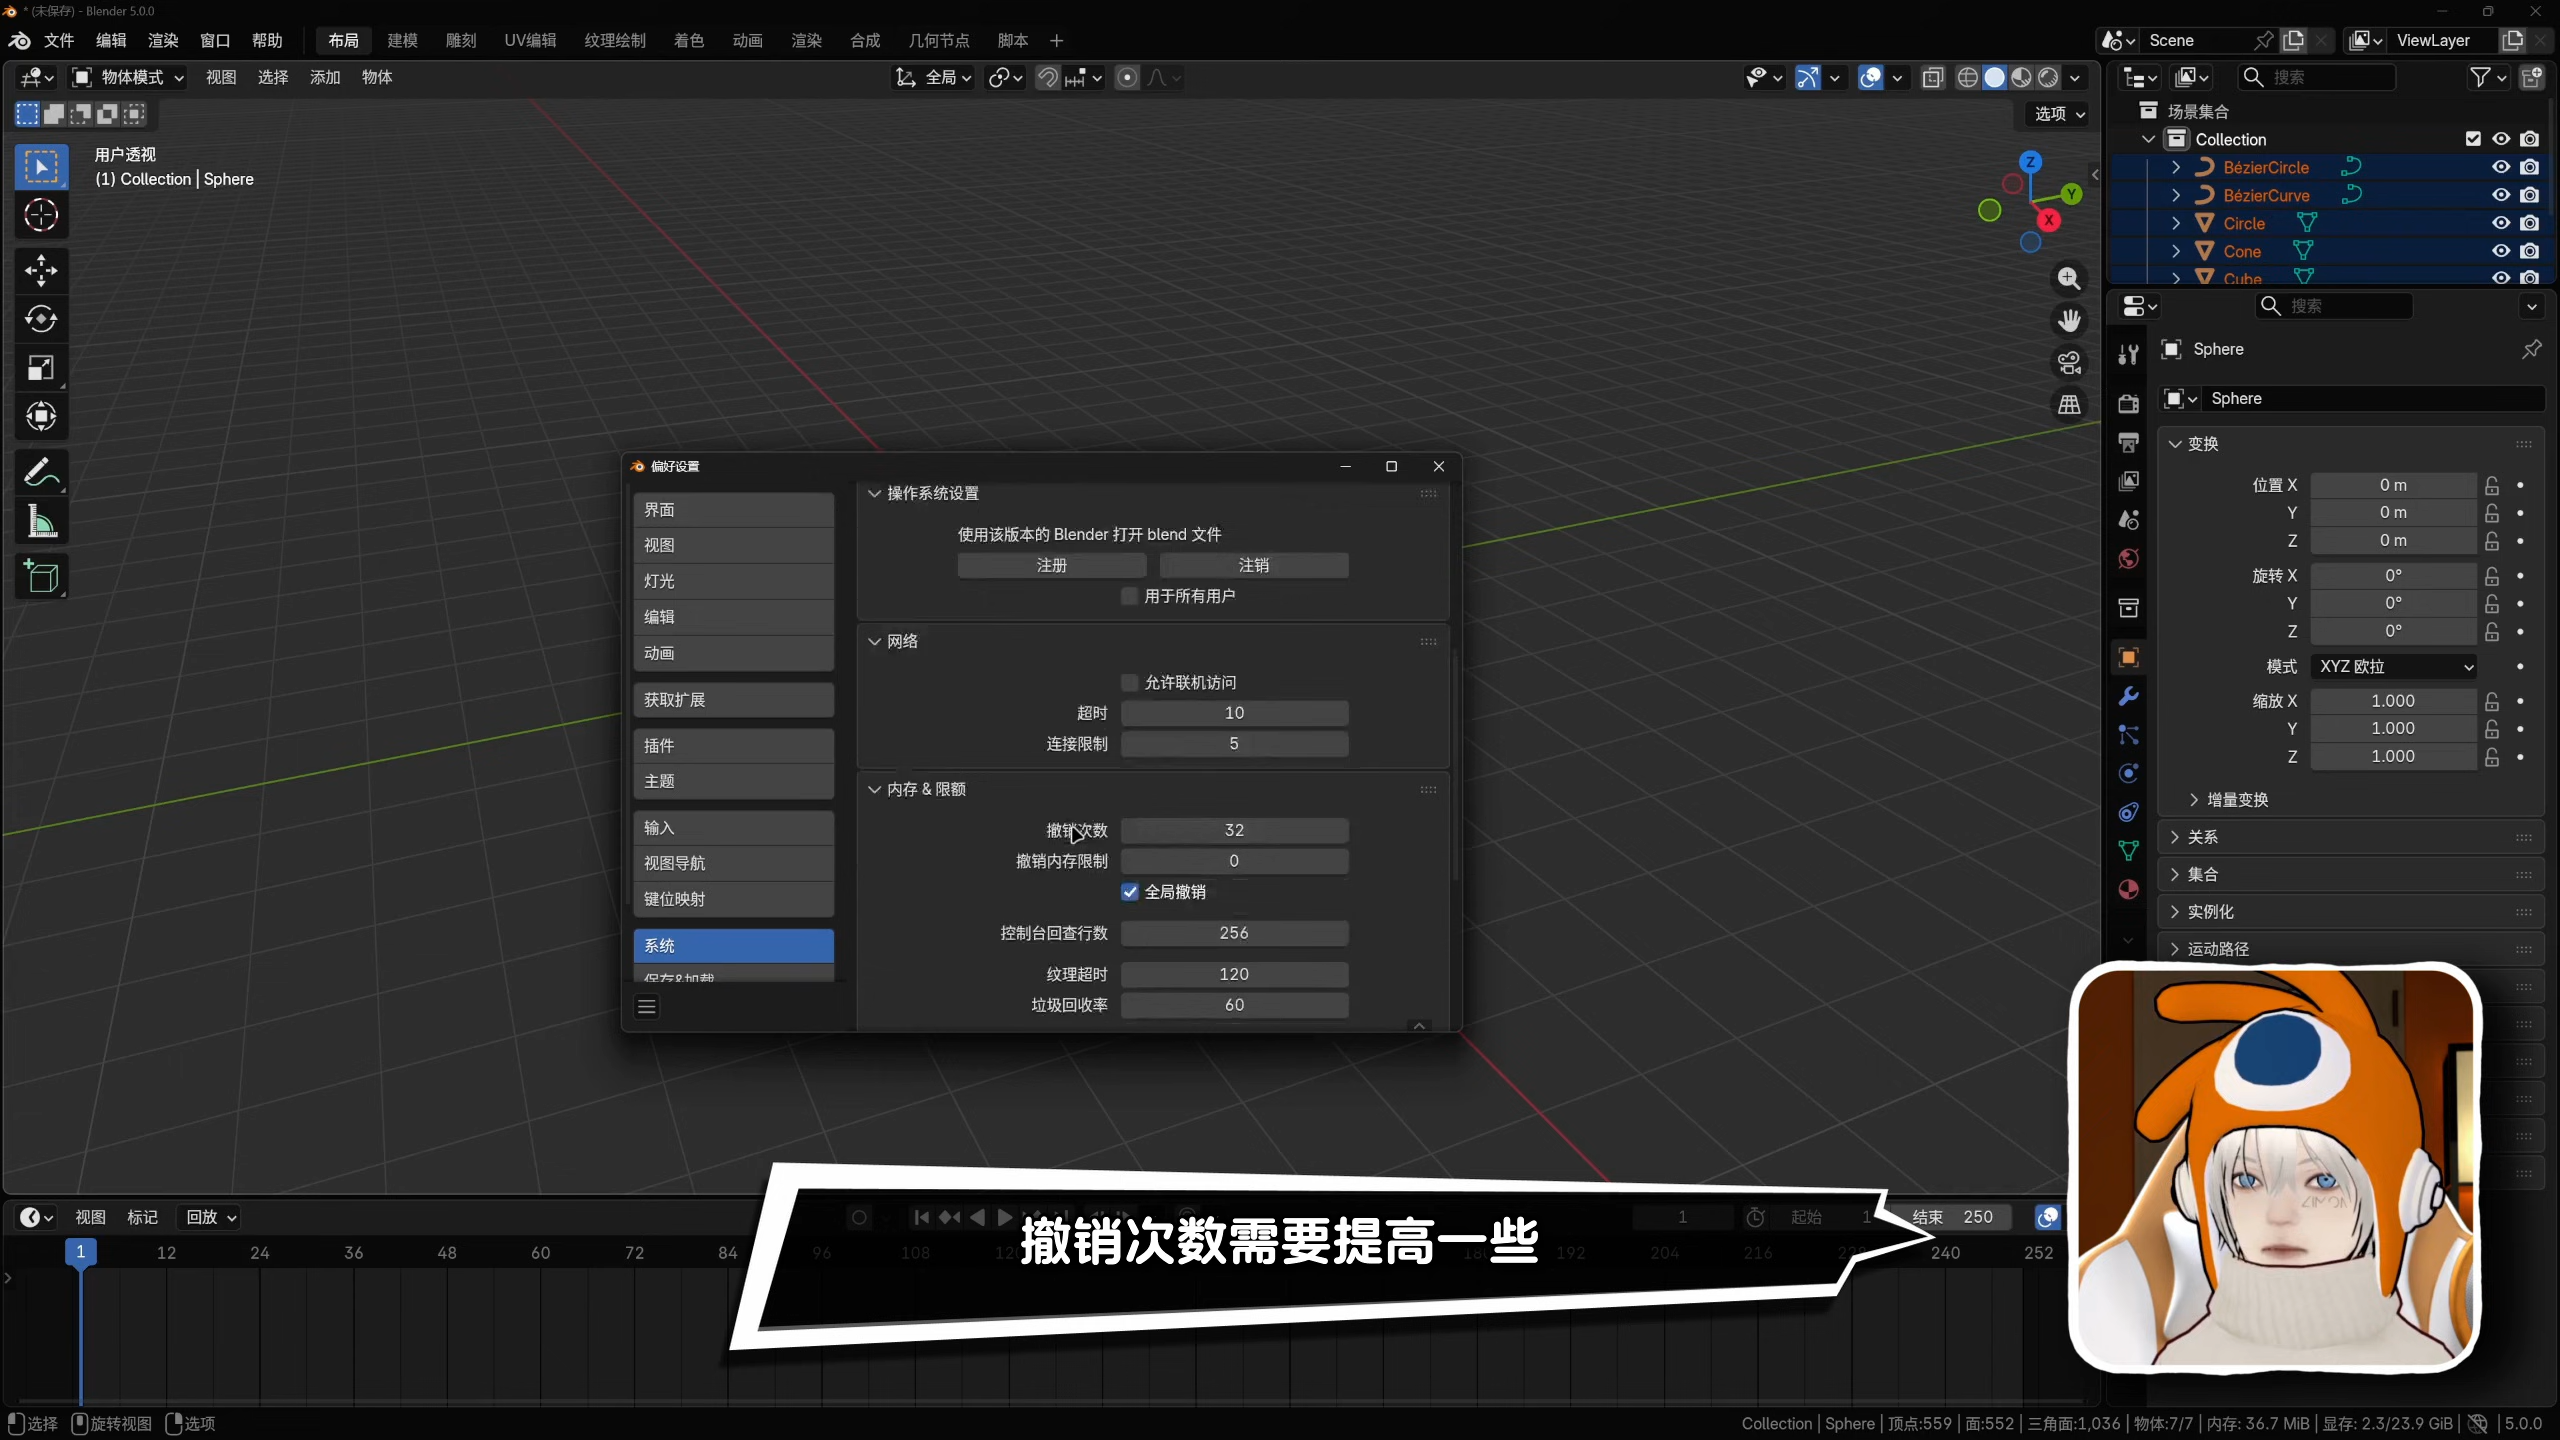 * (未保存) - Blender 5.0.0
文件 编辑 渲染 窗口 帮助 布局 建模 雕刻 UV编辑 纹理绘制 着色 动画 渲染 合成 几何节点 脚本 + Scene ViewLayer
物体模式 视图 选择 添加 物体 全局 搜索
选项
用户透视
(1) Collection | Sphere
Z
Y
X
场景集合
Collection
BézierCircle
BézierCurve
Circle
Cone
Cube
搜索
Sphere
Sphere
变换
位置 X 0 m
Y 0 m
Z 0 m
旋转 X 0°
Y 0°
Z 0°
模式 XYZ 欧拉
缩放 X 1.000
Y 1.000
Z 1.000
增量变换
关系
集合
实例化
运动路径
偏好设置
界面
视图
灯光
编辑
动画
获取扩展
插件
主题
输入
视图导航
键位映射
系统
保存&加载
操作系统设置
使用该版本的 Blender 打开 blend 文件
注册 注销
用于所有用户
网络
允许联机访问
超时 10
连接限制 5
内存 & 限额
撤销次数 32
撤销内存限制 0
全局撤销
控制台回查行数 256
纹理超时 120
垃圾回收率 60
视图 标记 回放 1 起始 1 结束 250
1 12 24 36 48 60 72 84 96 108 180 192 204 216 228 240 252
撤销次数需要提高一些
选择 旋转视图 选项
Collection | Sphere | 顶点:559 | 面:552 | 三角面:1,036 | 物体:7/7 | 内存: 36.7 MiB | 显存: 2.3/23.9 GiB | 5.0.0